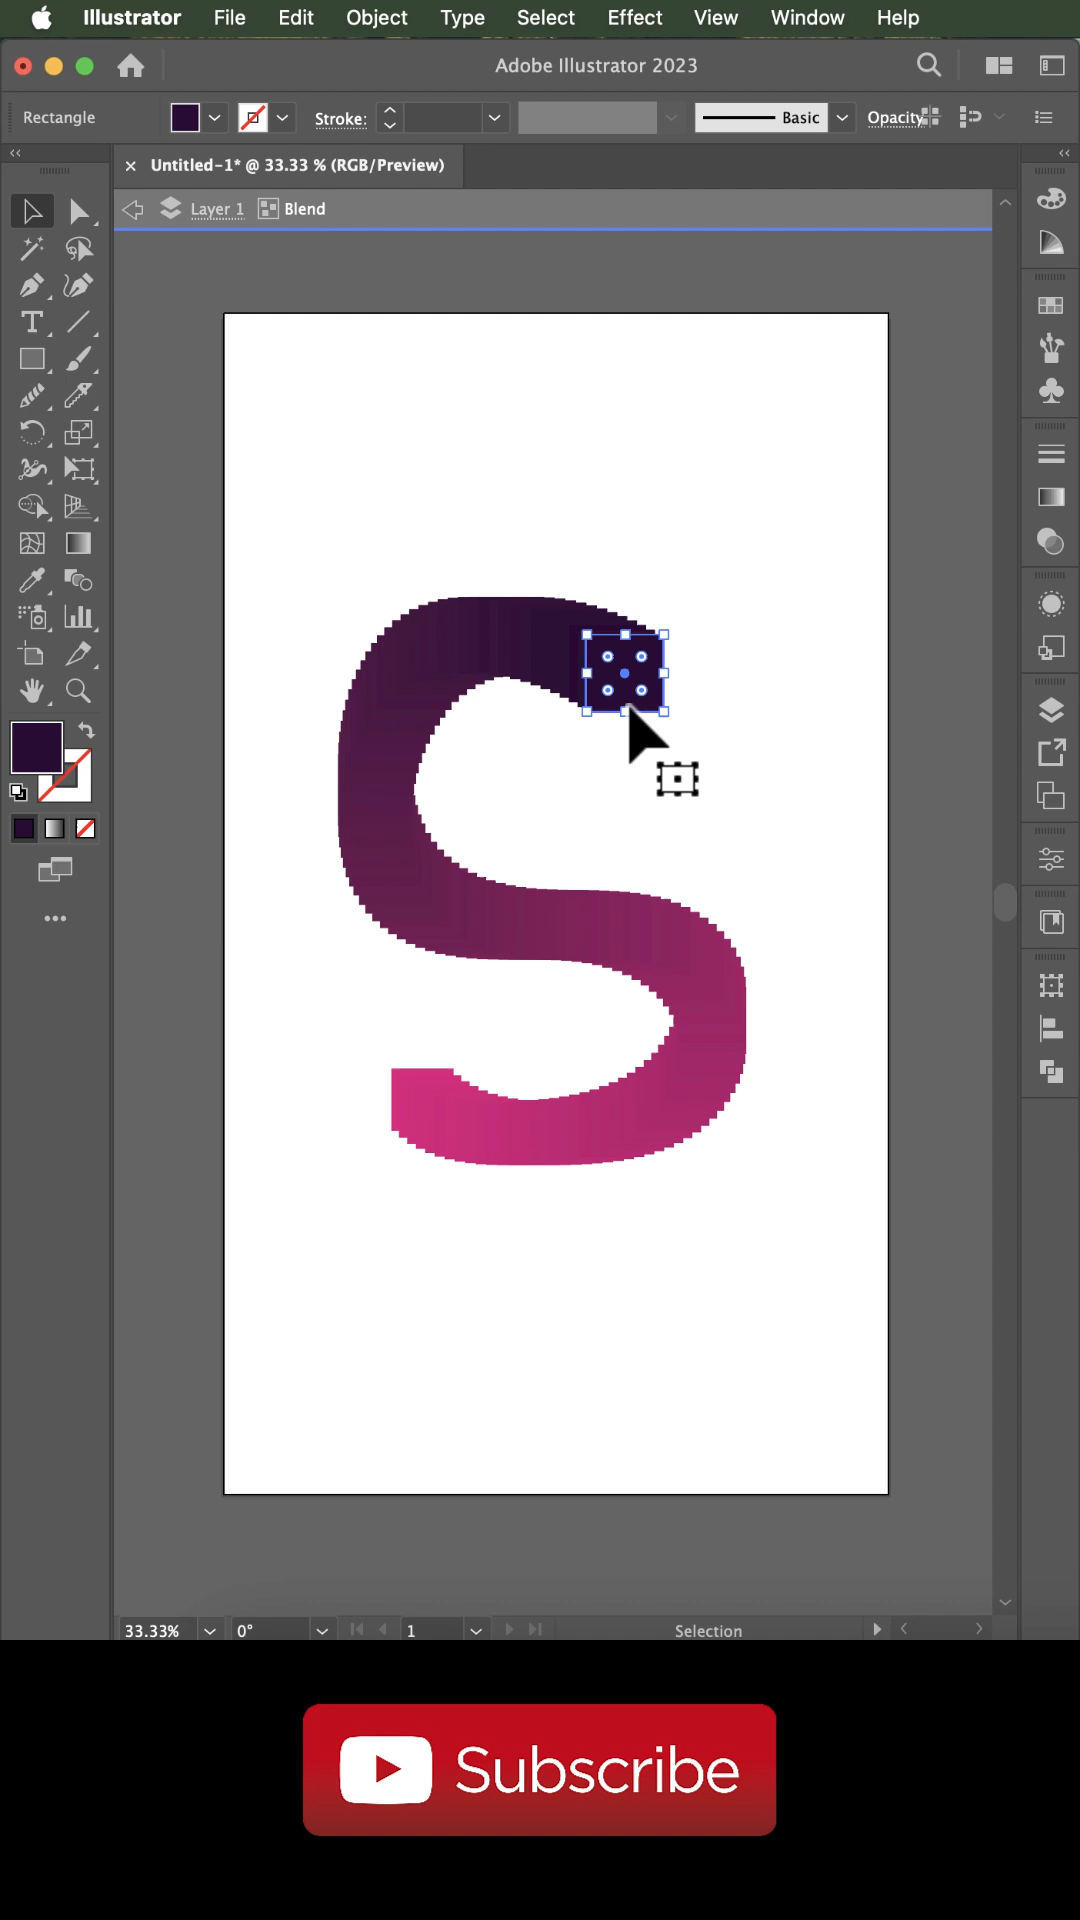 Illustrator File Edit Object Type Select Effect View Window Help
Adobe Illustrator 2023
Rectangle Stroke: Basic Opacity
× Untitled-1* @ 33.33 % (RGB/Preview)
Layer 1 Blend
33.33% 0° 1 Selection
Subscribe